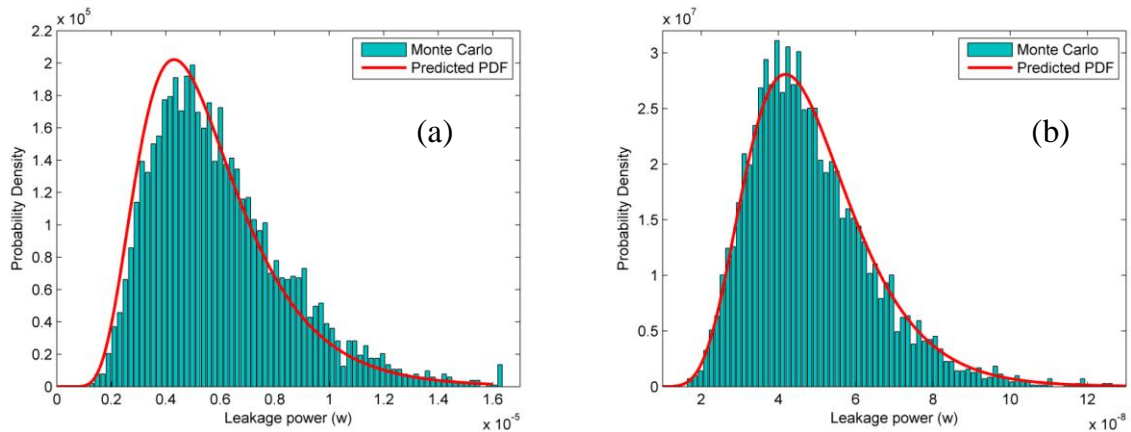 x 10^5
2.2
2
1.8
1.6
1.4
1.2
1
0.8
0.6
0.4
0.2
0
Probability Density
Monte Carlo
Predicted PDF
(a)
0 0.2 0.4 0.6 0.8 1 1.2 1.4 1.6
Leakage power (w)
x 10^-5
x 10^7
3
2.5
2
1.5
1
0.5
0
Probability Density
Monte Carlo
Predicted PDF
(b)
2 4 6 8 10 12
Leakage power (w)
x 10^-8